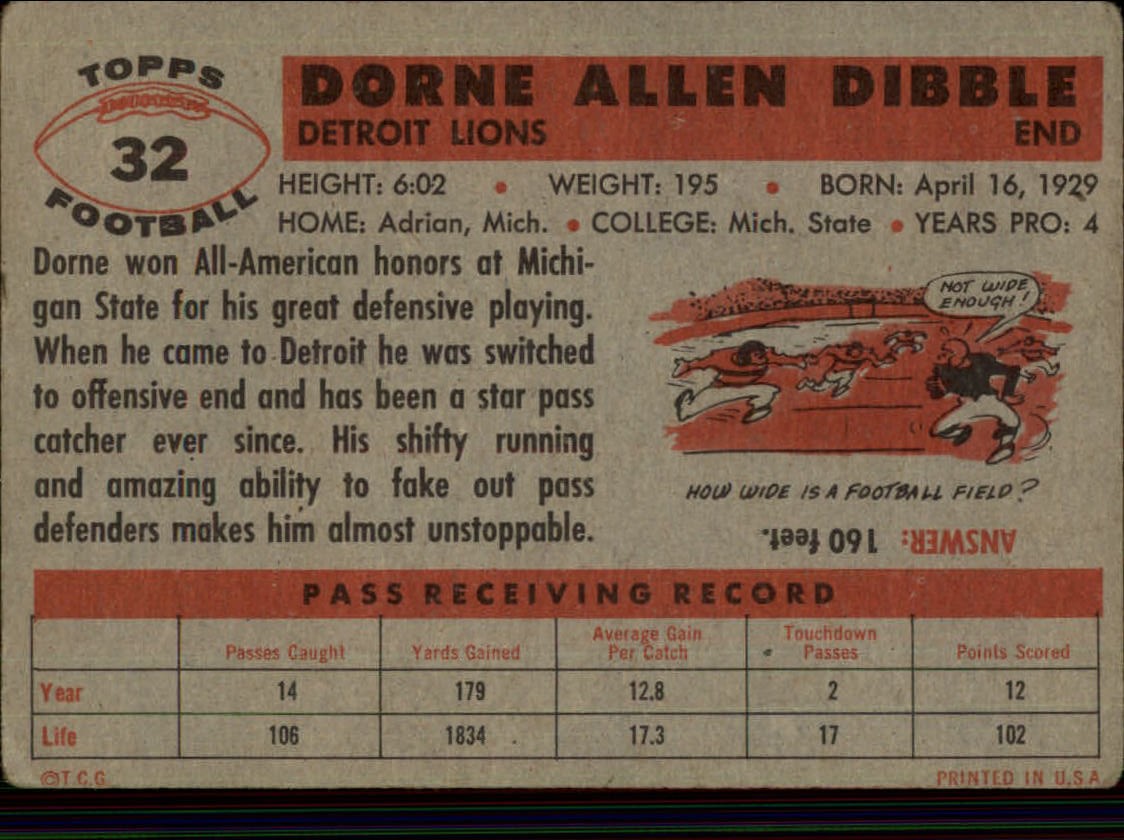 TOPPS
32
FOOTBALL
DORNE ALLEN DIBBLE
DETROIT LIONS END
HEIGHT: 6:02 • WEIGHT: 195 • BORN: April 16, 1929
HOME: Adrian, Mich. • COLLEGE: Mich. State • YEARS PRO: 4
Dorne won All-American honors at Michi-
gan State for his great defensive playing.
When he came to Detroit he was switched
to offensive end and has been a star pass
catcher ever since. His shifty running
and amazing ability to fake out pass
defenders makes him almost unstoppable.
NOT WIDE
ENOUGH!
HOW WIDE IS A FOOTBALL FIELD?
ANSWER: 160 feet.
PASS RECEIVING RECORD
Passes Caught Yards Gained Average Gain Per Catch Touchdown Passes Points Scored
Year 14 179 12.8 2 12
Life 106 1834 17.3 17 102
©T.C.G. PRINTED IN U.S.A.